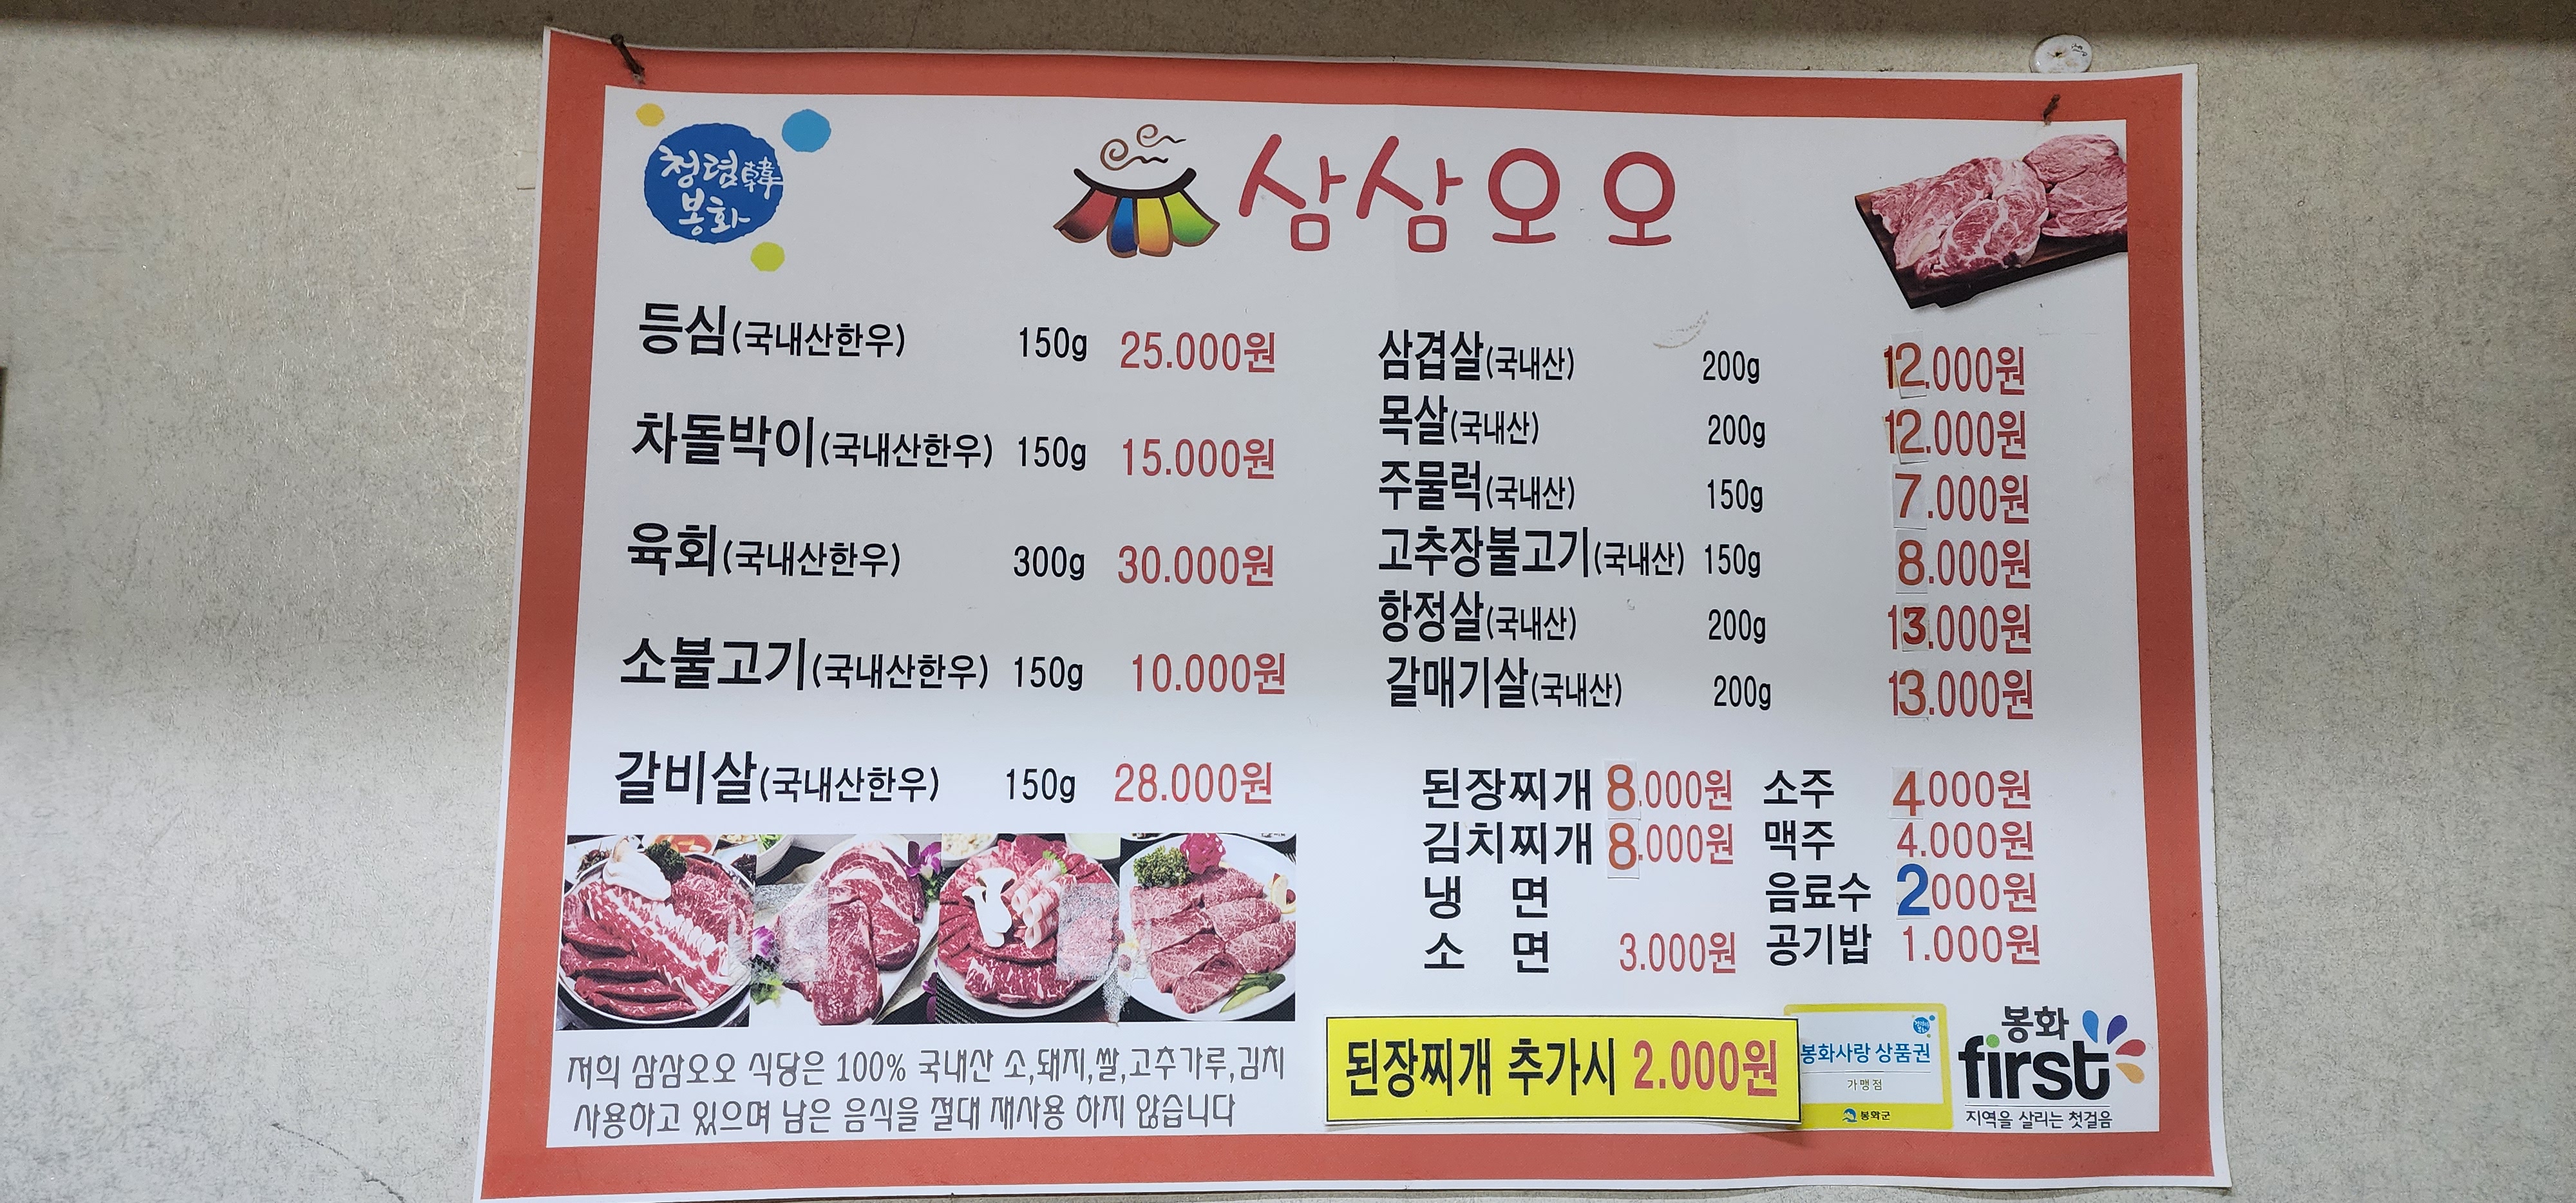 청렴韓
봉화
삼삼오오
등심(국내산한우) 150g 25.000원
차돌박이(국내산한우) 150g 15.000원
육회(국내산한우) 300g 30.000원
소불고기(국내산한우) 150g 10.000원
갈비살(국내산한우) 150g 28.000원
삼겹살(국내산) 200g 12.000원
목살(국내산) 200g 12.000원
주물럭(국내산) 150g 7.000원
고추장불고기(국내산) 150g 8.000원
항정살(국내산) 200g 13.000원
갈매기살(국내산) 200g 13.000원
된장찌개 8.000원 소주 4000원
김치찌개 8.000원 맥주 4.000원
냉 면 음료수 2000원
소 면 3.000원 공기밥 1.000원
저희 삼삼오오 식당은 100% 국내산 소,돼지,쌀,고추가루,김치
사용하고 있으며 남은 음식을 절대 재사용 하지 않습니다
된장찌개 추가시 2.000원
봉화사랑 상품권
가맹점
봉화군
봉화
first
지역을 살리는 첫걸음